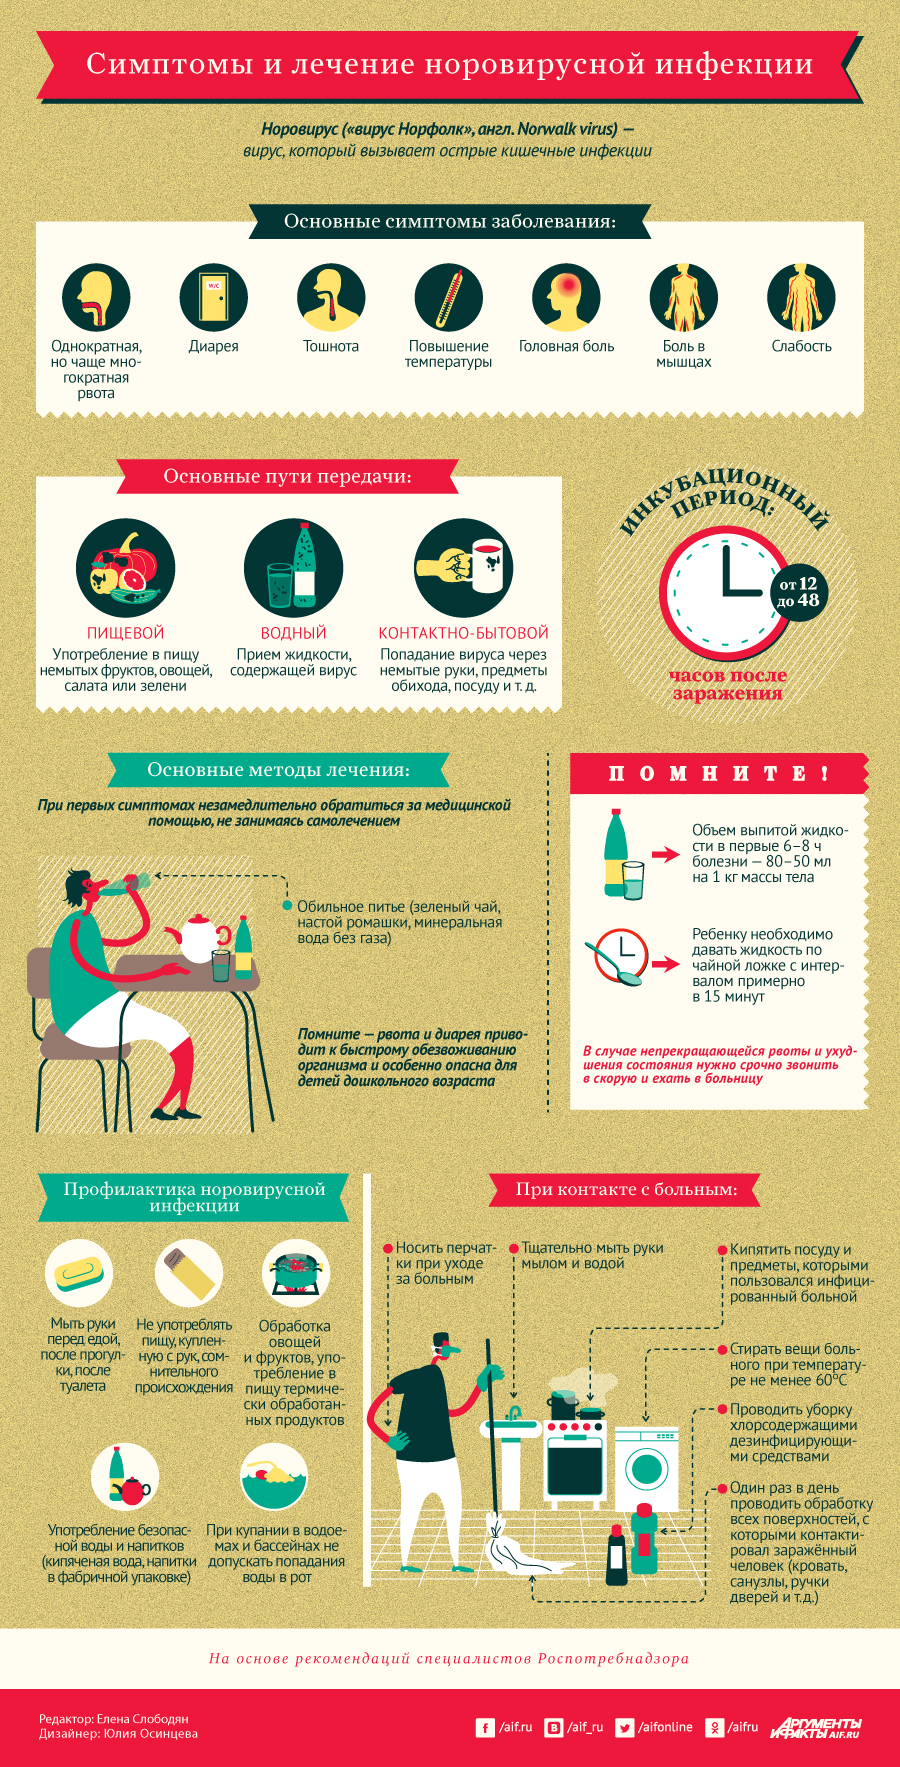 Симптомы и лечение норовирусной инфекции
Норовирус («вирус Норфолк», англ. Norwalk virus) —
вирус, который вызывает острые кишечные инфекции
Основные симптомы заболевания:
Однократная,
но чаще мно-
гократная
рвота
W/C
Диарея
Тошнота
Повышение
температуры
Головная боль
Боль в
мышцах
Слабость
Основные пути передачи:
ПИЩЕВОЙ
Употребление в пищу
немытых фруктов, овощей,
салата или зелени
ВОДНЫЙ
Прием жидкости,
содержащей вирус
КОНТАКТНО-БЫТОВОЙ
Попадание вируса через
немытые руки, предметы
обихода, посуду и т. д.
ИНКУБАЦИОННЫЙ
ПЕРИОД:
от 12
до 48
часов после
заражения
Основные методы лечения:
При первых симптомах незамедлительно обратиться за медицинской
помощью, не занимаясь самолечением
Обильное питье (зеленый чай,
настой ромашки, минеральная
вода без газа)
Помните — рвота и диарея приво-
дит к быстрому обезвоживанию
организма и особенно опасна для
детей дошкольного возраста
ПОМНИТЕ!
Объем выпитой жидко-
сти в первые 6–8 ч
болезни — 80–50 мл
на 1 кг массы тела
Ребенку необходимо
давать жидкость по
чайной ложке с интер-
валом примерно
в 15 минут
В случае непрекращающейся рвоты и ухуд-
шения состояния нужно срочно звонить
в скорую и ехать в больницу
Профилактика норовирусной
инфекции
Мыть руки
перед едой,
после прогул-
ки, после
туалета
Не употреблять
пищу, куплен-
ную с рук, сом-
нительного
происхождения
Обработка
овощей
и фруктов, упо-
требление в
пищу термиче-
ски обработан-
ных продуктов
Употребление безопас-
ной воды и напитков
(кипяченая вода, напитки
в фабричной упаковке)
При купании в водое-
мах и бассейнах не
допускать попадания
воды в рот
При контакте с больным:
Носить перчат-
ки при уходе
за больным
Тщательно мыть руки
мылом и водой
Кипятить посуду и
предметы, которыми
пользовался инфици-
рованный больной
Стирать вещи боль-
ного при температу-
ре не менее 60°С
Проводить уборку
хлорсодержащими
дезинфицирующи-
ми средствами
Один раз в день
проводить обработку
всех поверхностей, с
которыми контакти-
ровал заражённый
человек (кровать,
санузлы, ручки
дверей и т.д.)
На основе рекомендаций специалистов Роспотребнадзора
Редактор: Елена Слободян
Дизайнер: Юлия Осинцева
/aif.ru
/aif_ru
/aifonline
/aifru
АРГУМЕНТЫ
И ФАКТЫ AIF.RU